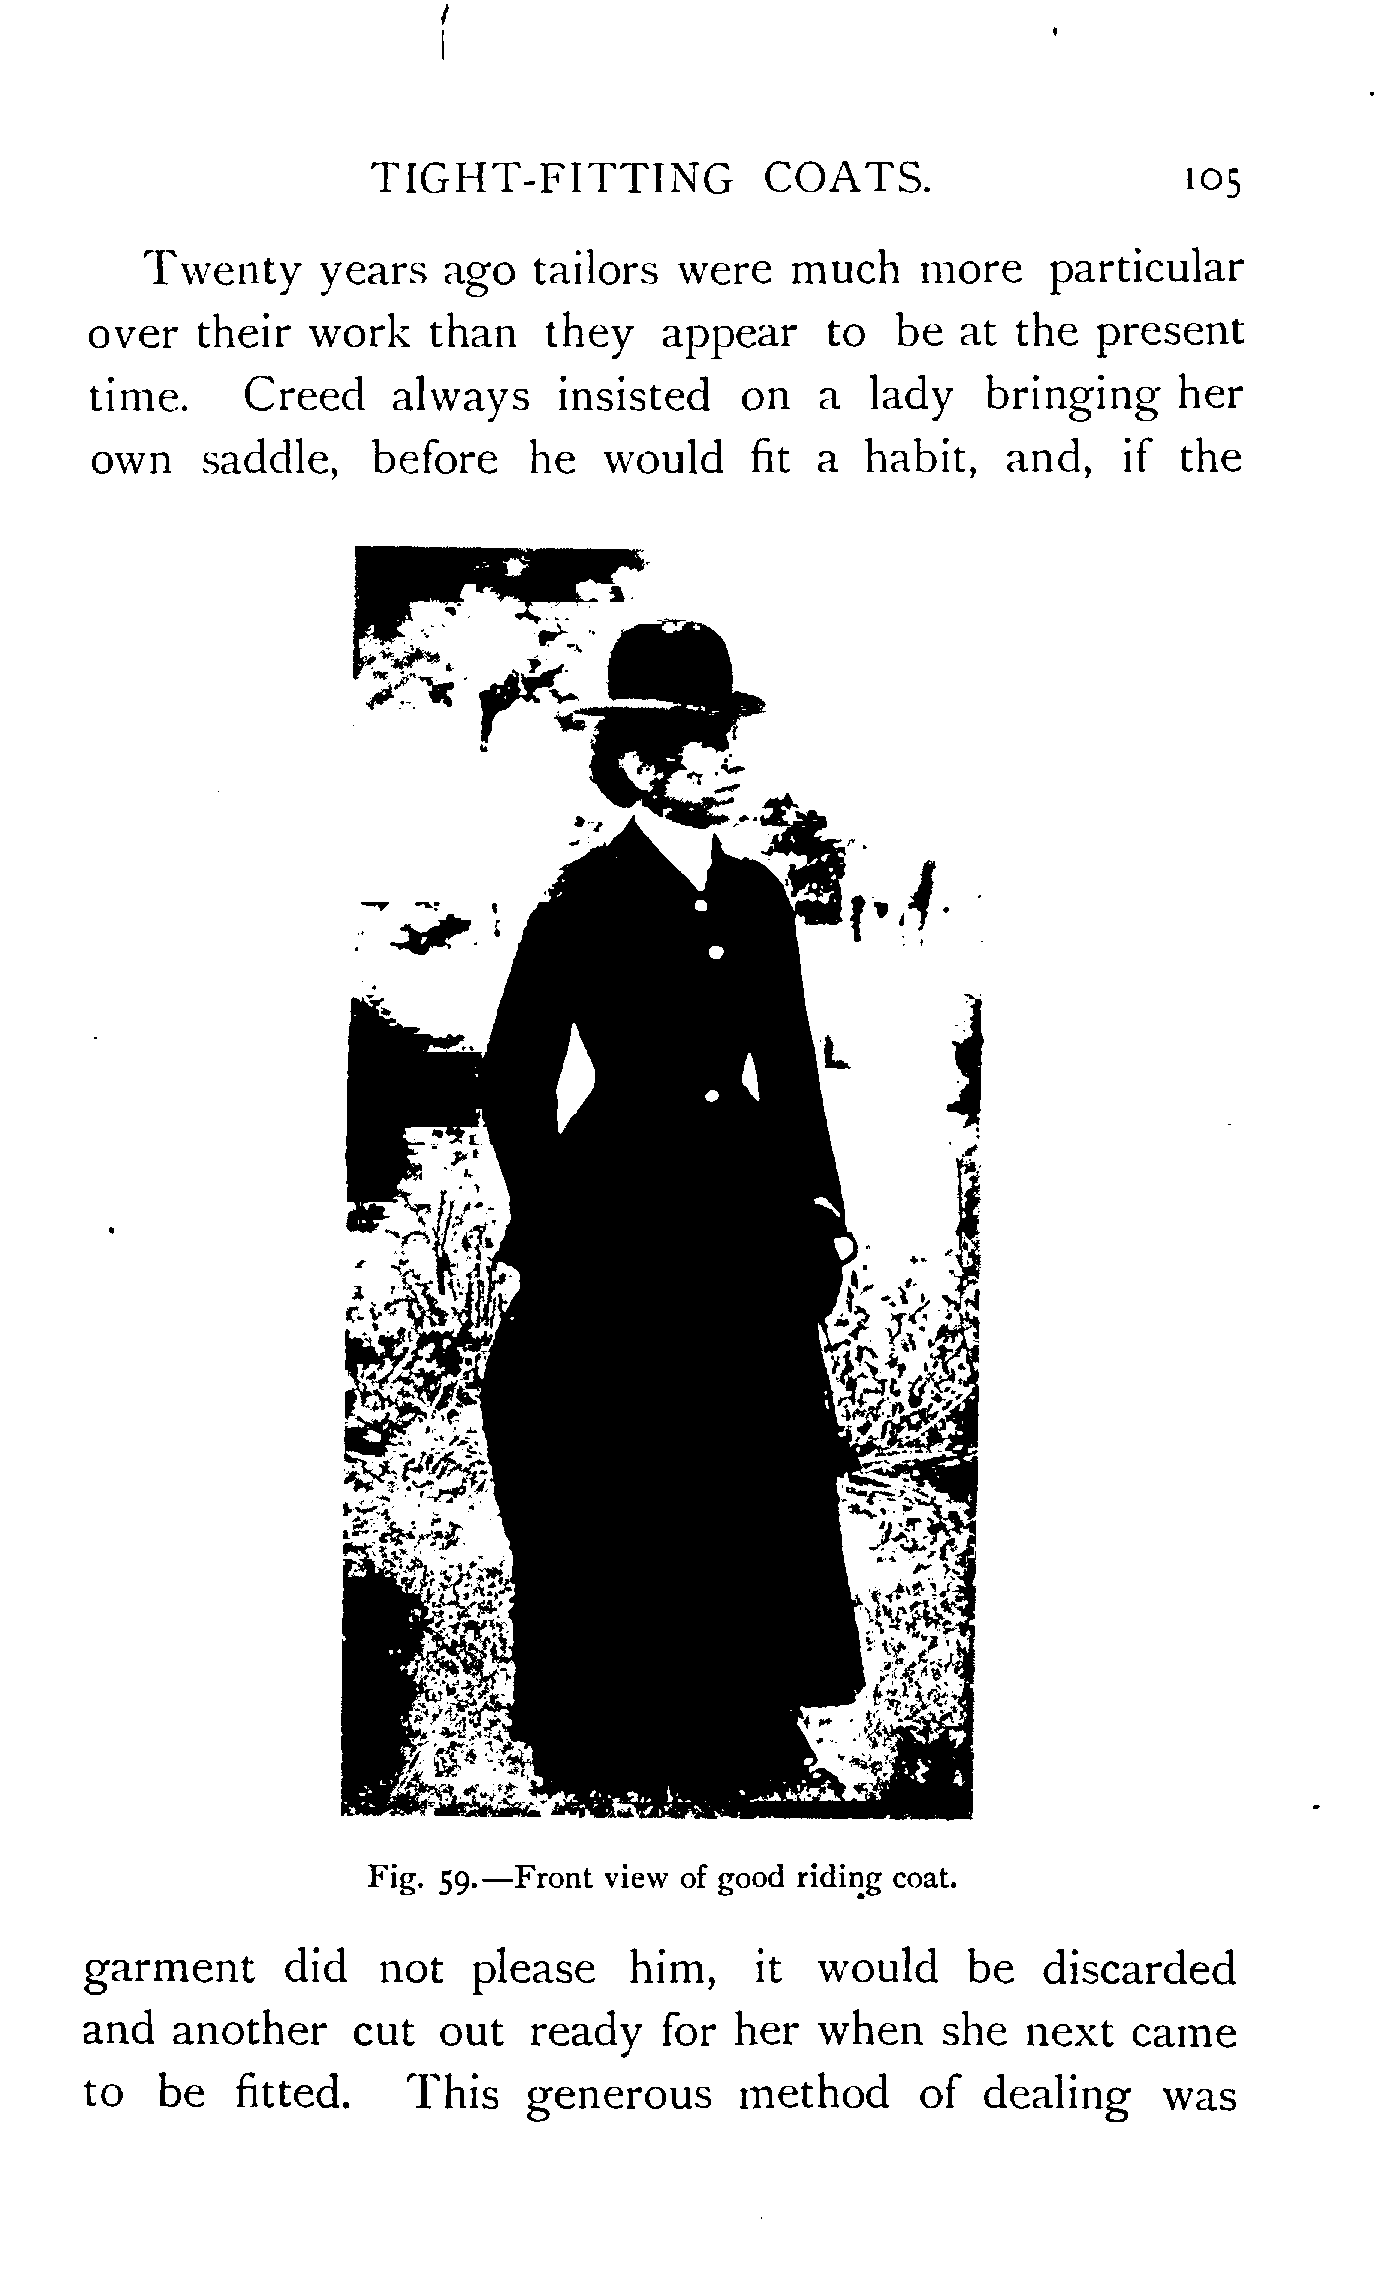 TIGHT-FITTING COATS. 105
Twenty years ago tailors were much more particular
over their work than they appear to be at the present
time. Creed always insisted on a lady bringing her
own saddle, before he would fit a habit, and, if the
Fig. 59.—Front view of good riding coat.
garment did not please him, it would be discarded
and another cut out ready for her when she next came
to be fitted. This generous method of dealing was